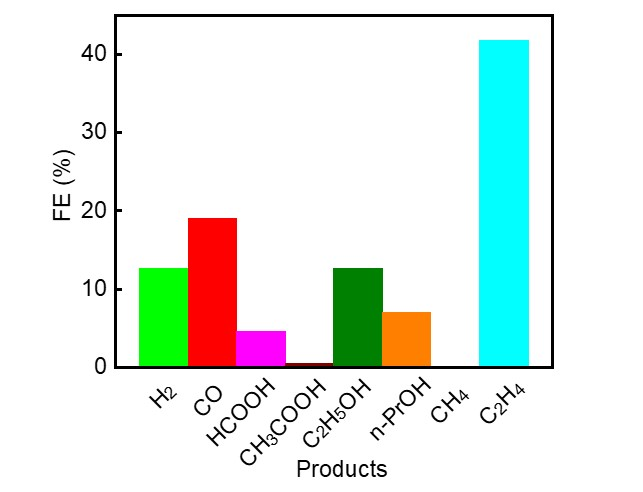 FE (%)
40
30
20
10
0
H2
CO
HCOOH
CH3COOH
C2H5OH
n-PrOH
CH4
C2H4
Products